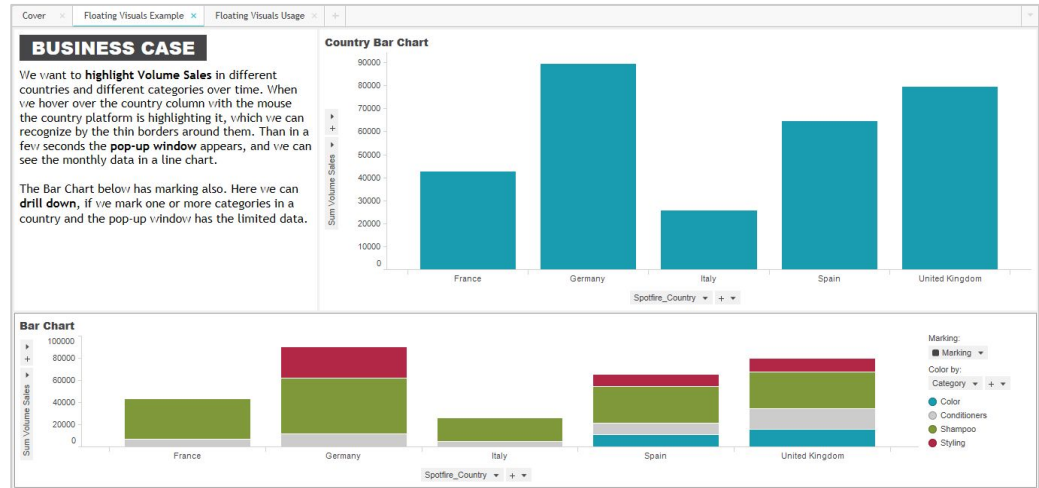 Cover
Floating Visuals Example
Floating Visuals Usage
BUSINESS CASE
We want to highlight Volume Sales in different
countries and different categories over time. When
we hover over the country column with the mouse
the country platform is highlighting it, which we can
recognize by the thin borders around them. Than in a
few seconds the pop-up window appears, and we can
see the monthly data in a line chart.
The Bar Chart below has marking also. Here we can
drill down, if we mark one or more categories in a
country and the pop-up window has the limited data.
Country Bar Chart
Sum Volume Sales
90000
80000
70000
60000
50000
40000
30000
20000
10000
0
France
Germany
Italy
Spain
United Kingdom
Spotfire_Country
Bar Chart
Sum Volume Sales
100000
80000
60000
40000
20000
0
France
Germany
Italy
Spain
United Kingdom
Spotfire_Country
Marking:
Marking
Color by:
Category
Color
Conditioners
Shampoo
Styling